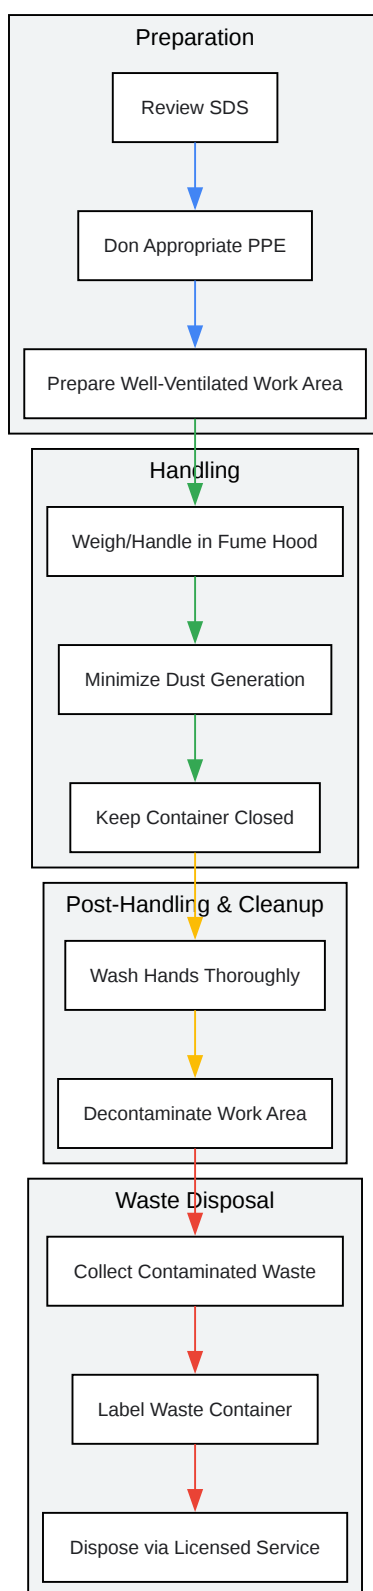 Preparation
Review SDS
Don Appropriate PPE
Prepare Well-Ventilated Work Area
Handling
Weigh/Handle in Fume Hood
Minimize Dust Generation
Keep Container Closed
Post-Handling & Cleanup
Wash Hands Thoroughly
Decontaminate Work Area
Waste Disposal
Collect Contaminated Waste
Label Waste Container
Dispose via Licensed Service